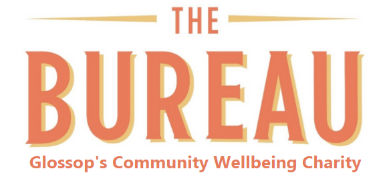 THE
BUREAU
Glossop's Community Wellbeing Charity